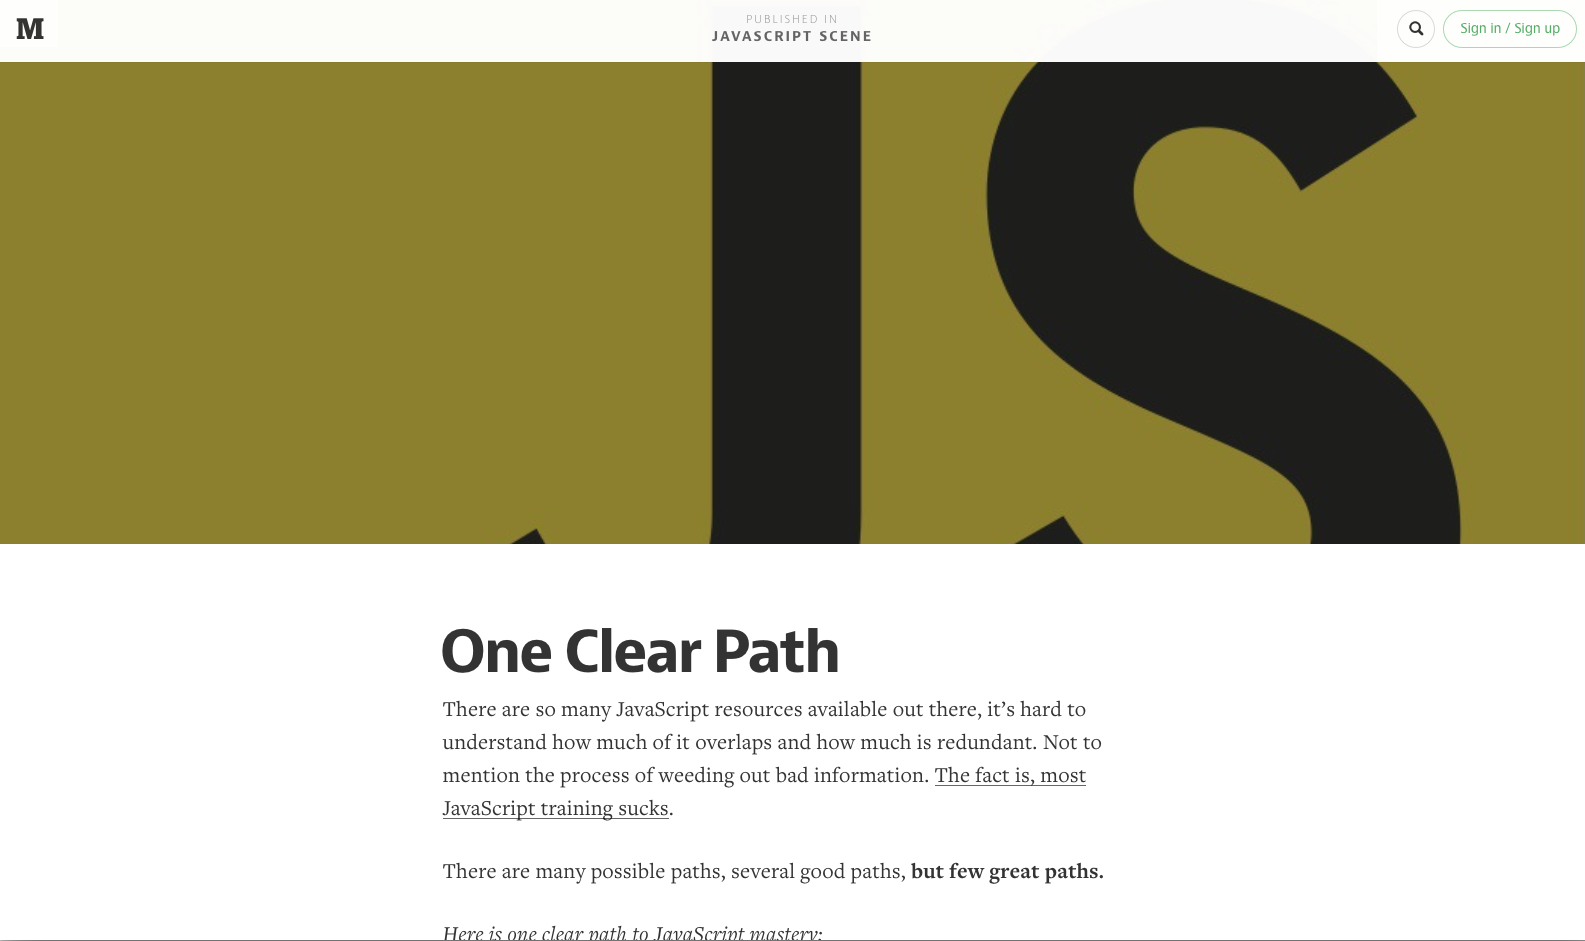 M
PUBLISHED IN
JAVASCRIPT SCENE
Sign in / Sign up
JS
One Clear Path
There are so many JavaScript resources available out there, it’s hard to
understand how much of it overlaps and how much is redundant. Not to
mention the process of weeding out bad information. The fact is, most
JavaScript training sucks.
There are many possible paths, several good paths, but few great paths.
Here is one clear path to JavaScript mastery: